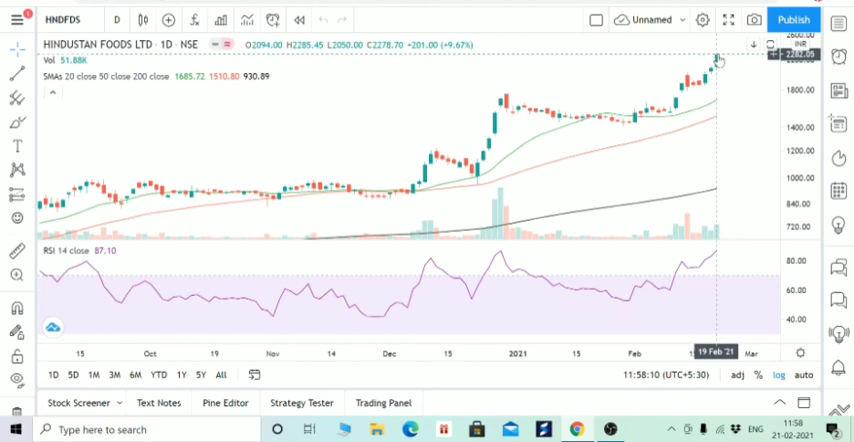 1
HNDFDS D Unnamed Publish
HINDUSTAN FOODS LTD · 1D · NSE O2094.00 H2285.45 L2050.00 C2278.70 +201.00 (+9.67%)
INR
2600.00
Vol 51.88K
2282.05
SMAs 20 close 50 close 200 close 1685.72 1510.80 930.89
1800.00
1400.00
1200.00
1000.00
840.00
720.00
RSI 14 close 87.10
80.00
60.00
40.00
15 Oct 19 Nov 14 Dec 15 2021 15 Feb 19 Feb '21 Mar
1D 5D 1M 3M 6M YTD 1Y 5Y All 11:58:10 (UTC+5:30) adj % log auto
Stock Screener Text Notes Pine Editor Strategy Tester Trading Panel
Type here to search
ENG
11:58
21-02-2021
2